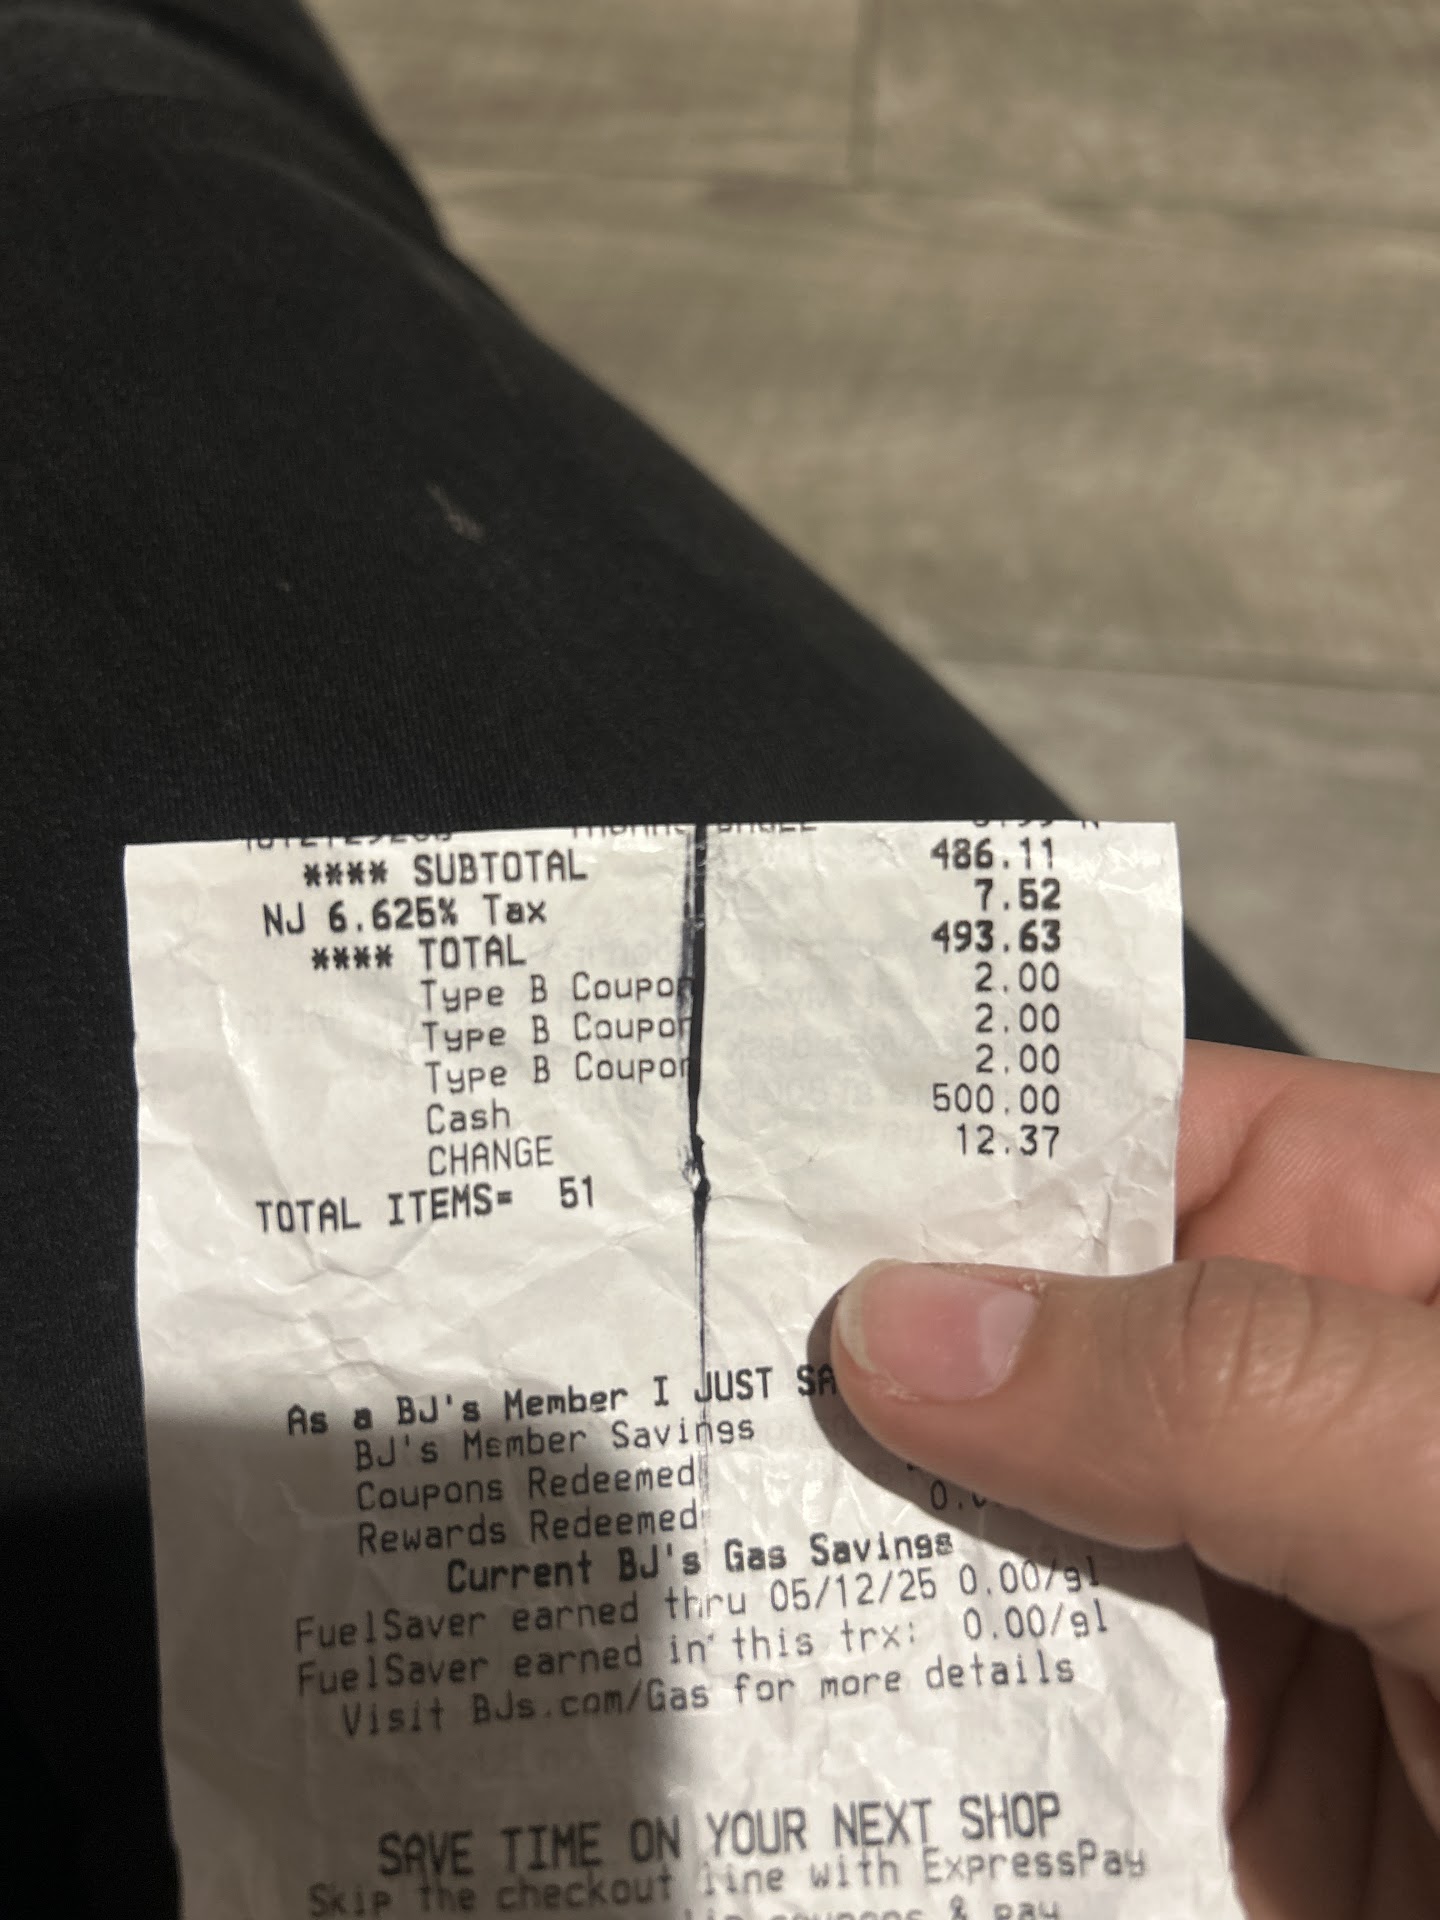 **** SUBTOTAL 486.11
NJ 6.625% Tax 7.52
**** TOTAL 493.63
Type B Coupon 2.00
Type B Coupon 2.00
Type B Coupon 2.00
Cash 500.00
CHANGE 12.37
TOTAL ITEMS= 51
As a BJ's Member I JUST SA
BJ's Member Savings
Coupons Redeemed
Rewards Redeemed 0.
Current BJ's Gas Savings
FuelSaver earned thru 05/12/25 0.00/gl
FuelSaver earned in this trx: 0.00/gl
Visit BJs.com/Gas for more details
SAVE TIME ON YOUR NEXT SHOP
Skip the checkout line with ExpressPay
coupons & pay